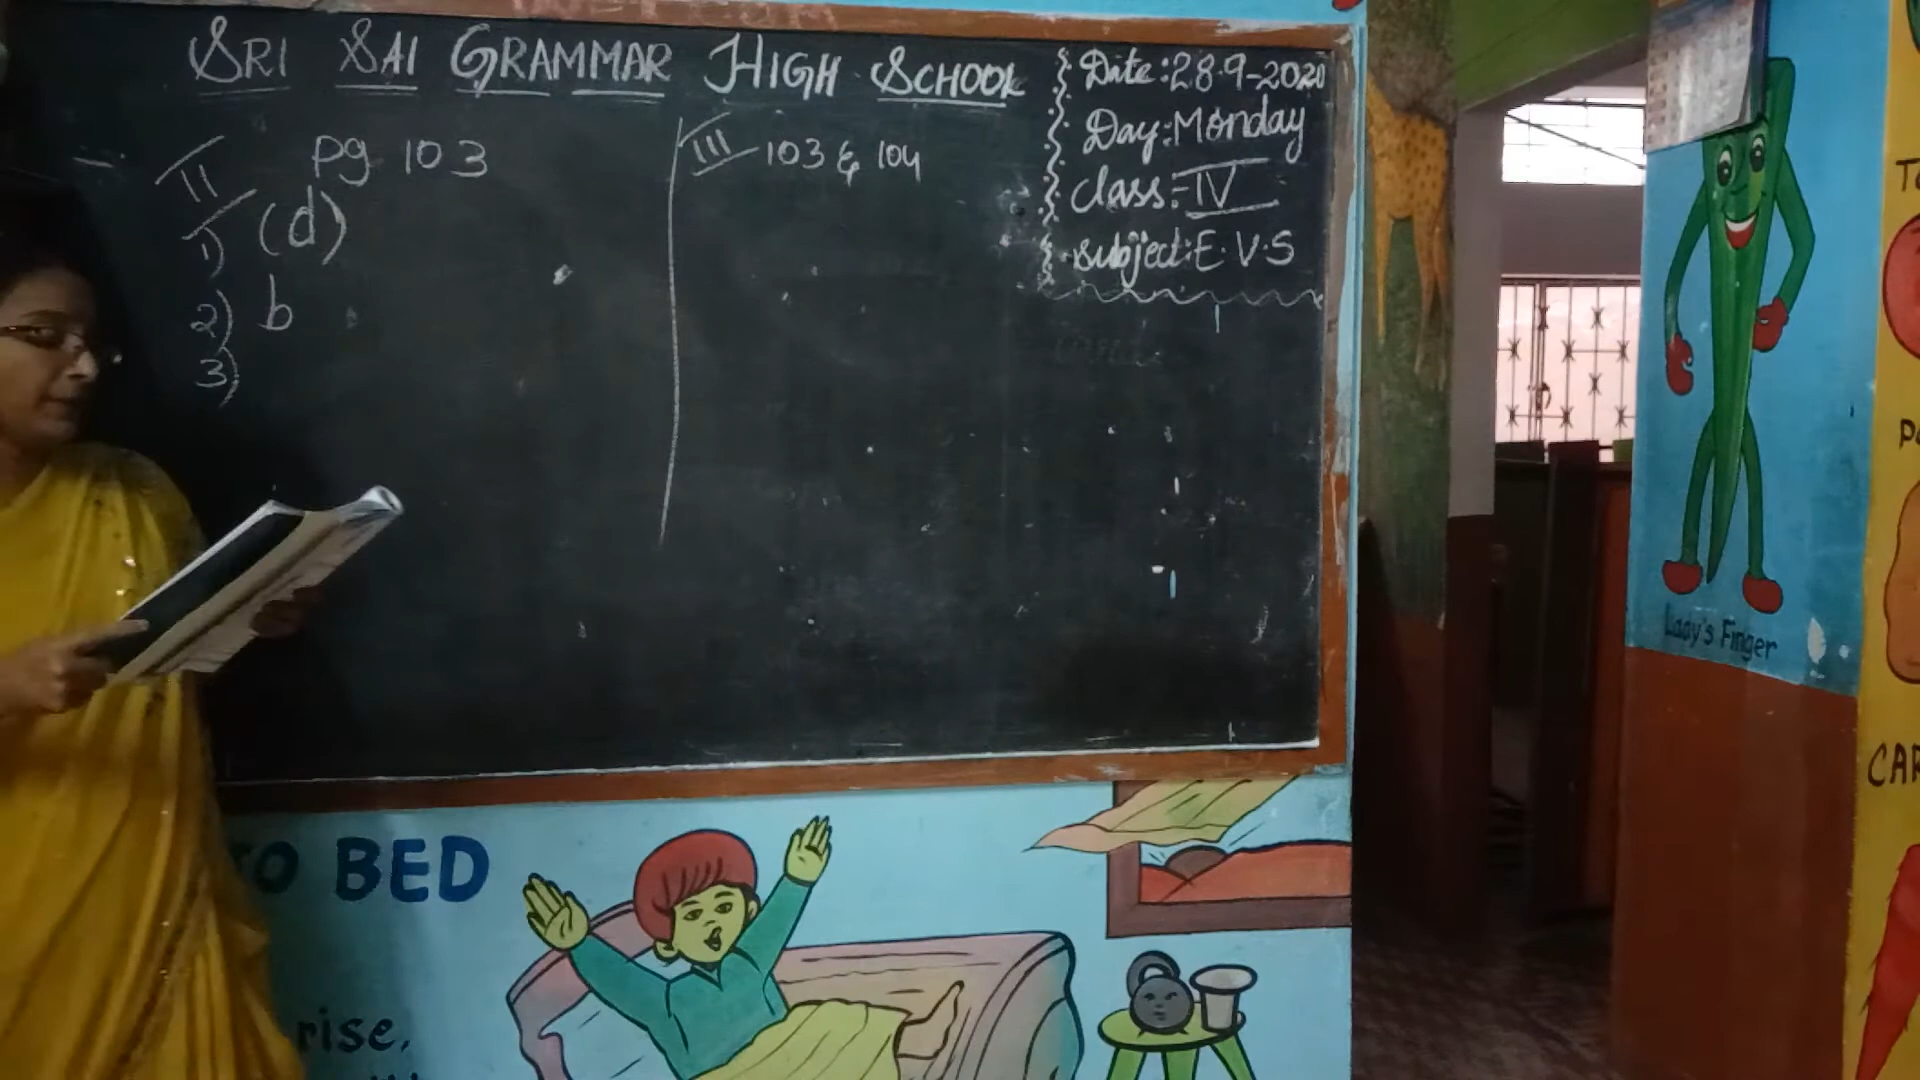 SRI SAI GRAMMAR HIGH SCHOOL
Date:28.9-2020
Day:Monday
Class:IV
Subject:E.V.S
II pg 103
1) (d)
2) b
3)
III 103 & 104
TO BED
rise,
Lady's Finger